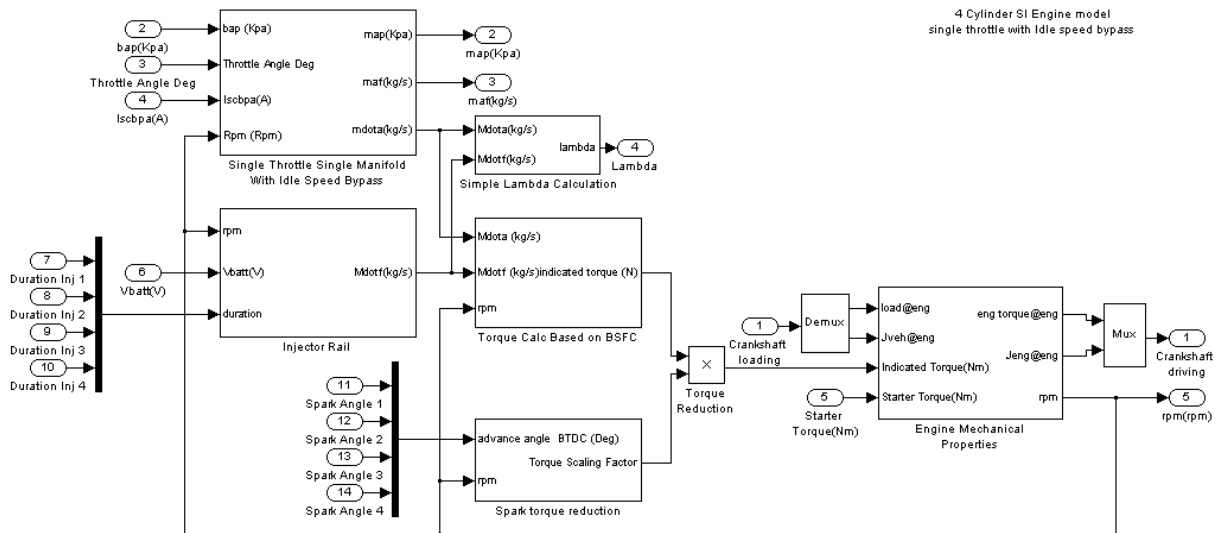 4 Cylinder SI Engine model
single throttle with Idle speed bypass
2
bap(Kpa)
3
Throttle Angle Deg
4
Iscbpa(A)
bap (Kpa)
Throttle Angle Deg
Iscbpa(A)
Rpm (Rpm)
map(Kpa)
maf(kg/s)
mdota(kg/s)
Single Throttle Single Manifold
With Idle Speed Bypass
2
map(Kpa)
3
maf(kg/s)
Mdota(kg/s)
Mdotf(kg/s)
lambda
Simple Lambda Calculation
4
Lambda
7
Duration Inj 1
8
Duration Inj 2
9
Duration Inj 3
10
Duration Inj 4
6
Vbatt(V)
rpm
Vbatt(V)
duration
Mdotf(kg/s)
Injector Rail
Mdota (kg/s)
Mdotf (kg/s)
indicated torque (N)
rpm
Torque Calc Based on BSFC
11
Spark Angle 1
12
Spark Angle 2
13
Spark Angle 3
14
Spark Angle 4
advance angle BTDC (Deg)
Torque Scaling Factor
rpm
Spark torque reduction
×
Torque
Reduction
1
Crankshaft
loading
Demux
5
Starter
Torque(Nm)
load@eng
Jveh@eng
Indicated Torque(Nm)
Starter Torque(Nm)
eng torque@eng
Jeng@eng
rpm
Engine Mechanical
Properties
Mux
1
Crankshaft
driving
5
rpm(rpm)